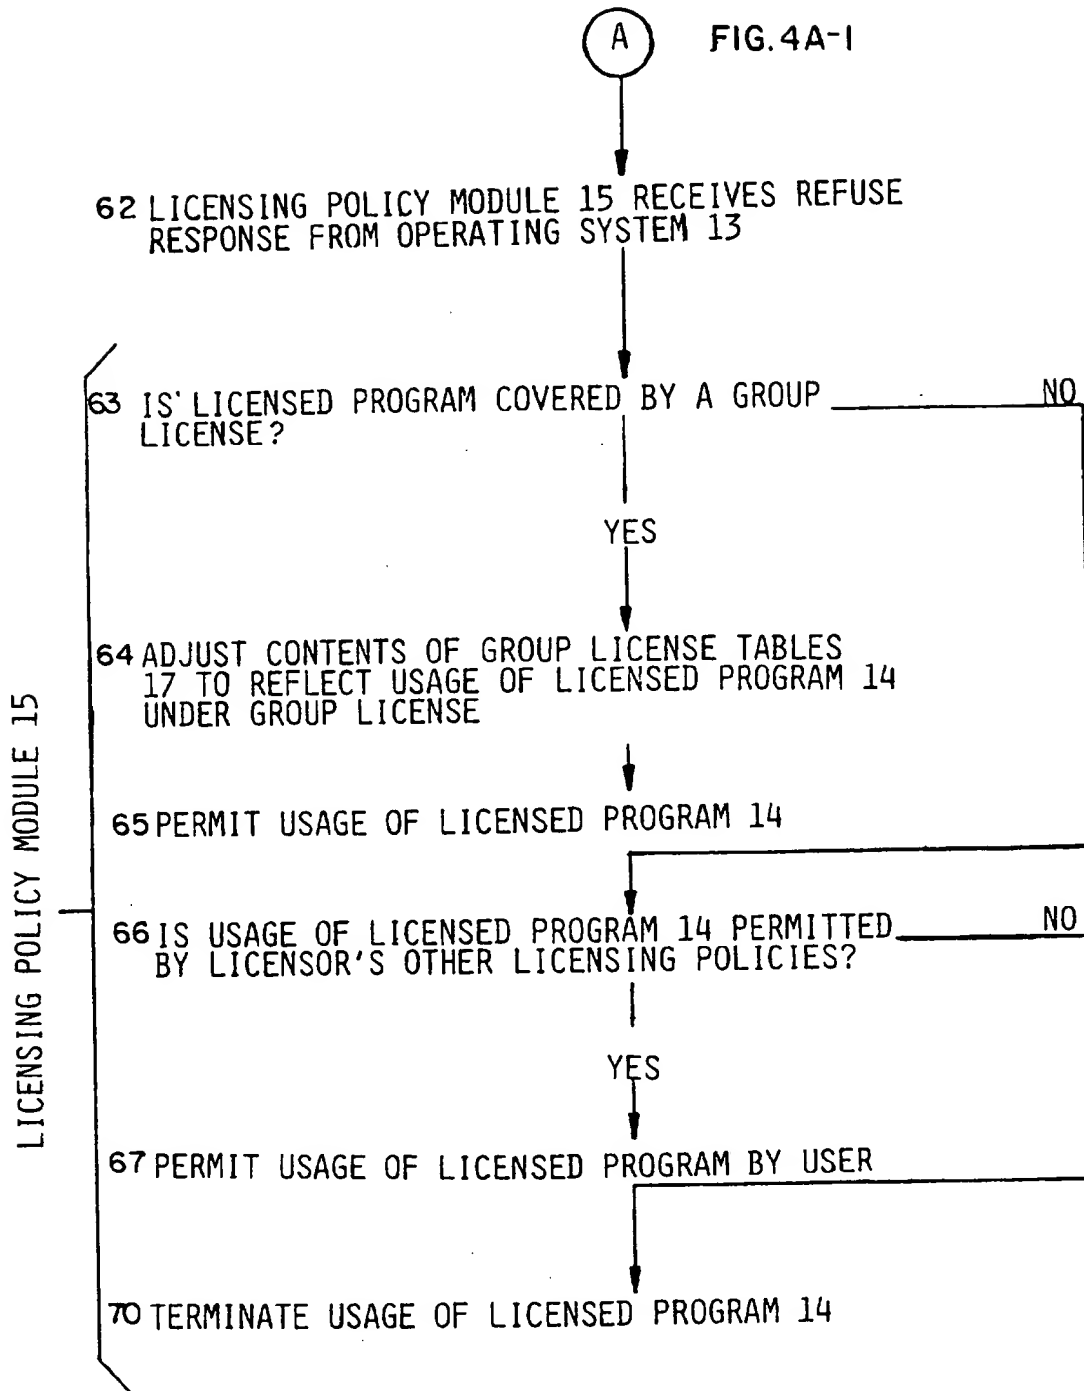 A
FIG. 4A-1
62 LICENSING POLICY MODULE 15 RECEIVES REFUSE
RESPONSE FROM OPERATING SYSTEM 13
63 IS LICENSED PROGRAM COVERED BY A GROUP NO
LICENSE?
YES
64 ADJUST CONTENTS OF GROUP LICENSE TABLES
17 TO REFLECT USAGE OF LICENSED PROGRAM 14
UNDER GROUP LICENSE
65 PERMIT USAGE OF LICENSED PROGRAM 14
66 IS USAGE OF LICENSED PROGRAM 14 PERMITTED NO
BY LICENSOR'S OTHER LICENSING POLICIES?
YES
67 PERMIT USAGE OF LICENSED PROGRAM BY USER
70 TERMINATE USAGE OF LICENSED PROGRAM 14
LICENSING POLICY MODULE 15